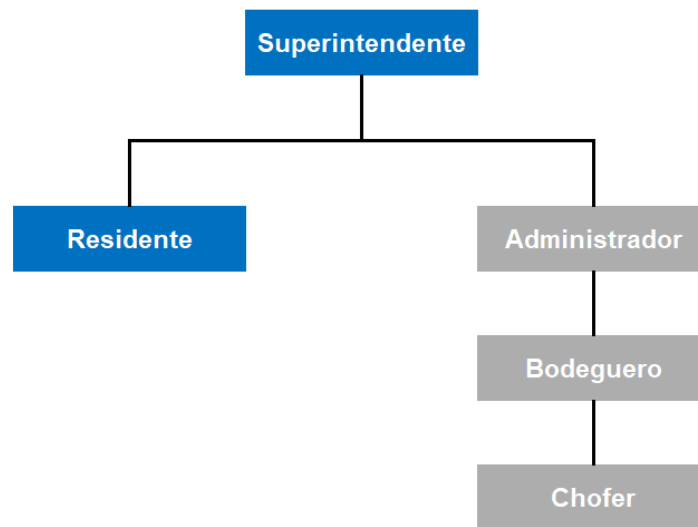 Superintendente
Residente
Administrador
Bodeguero
Chofer